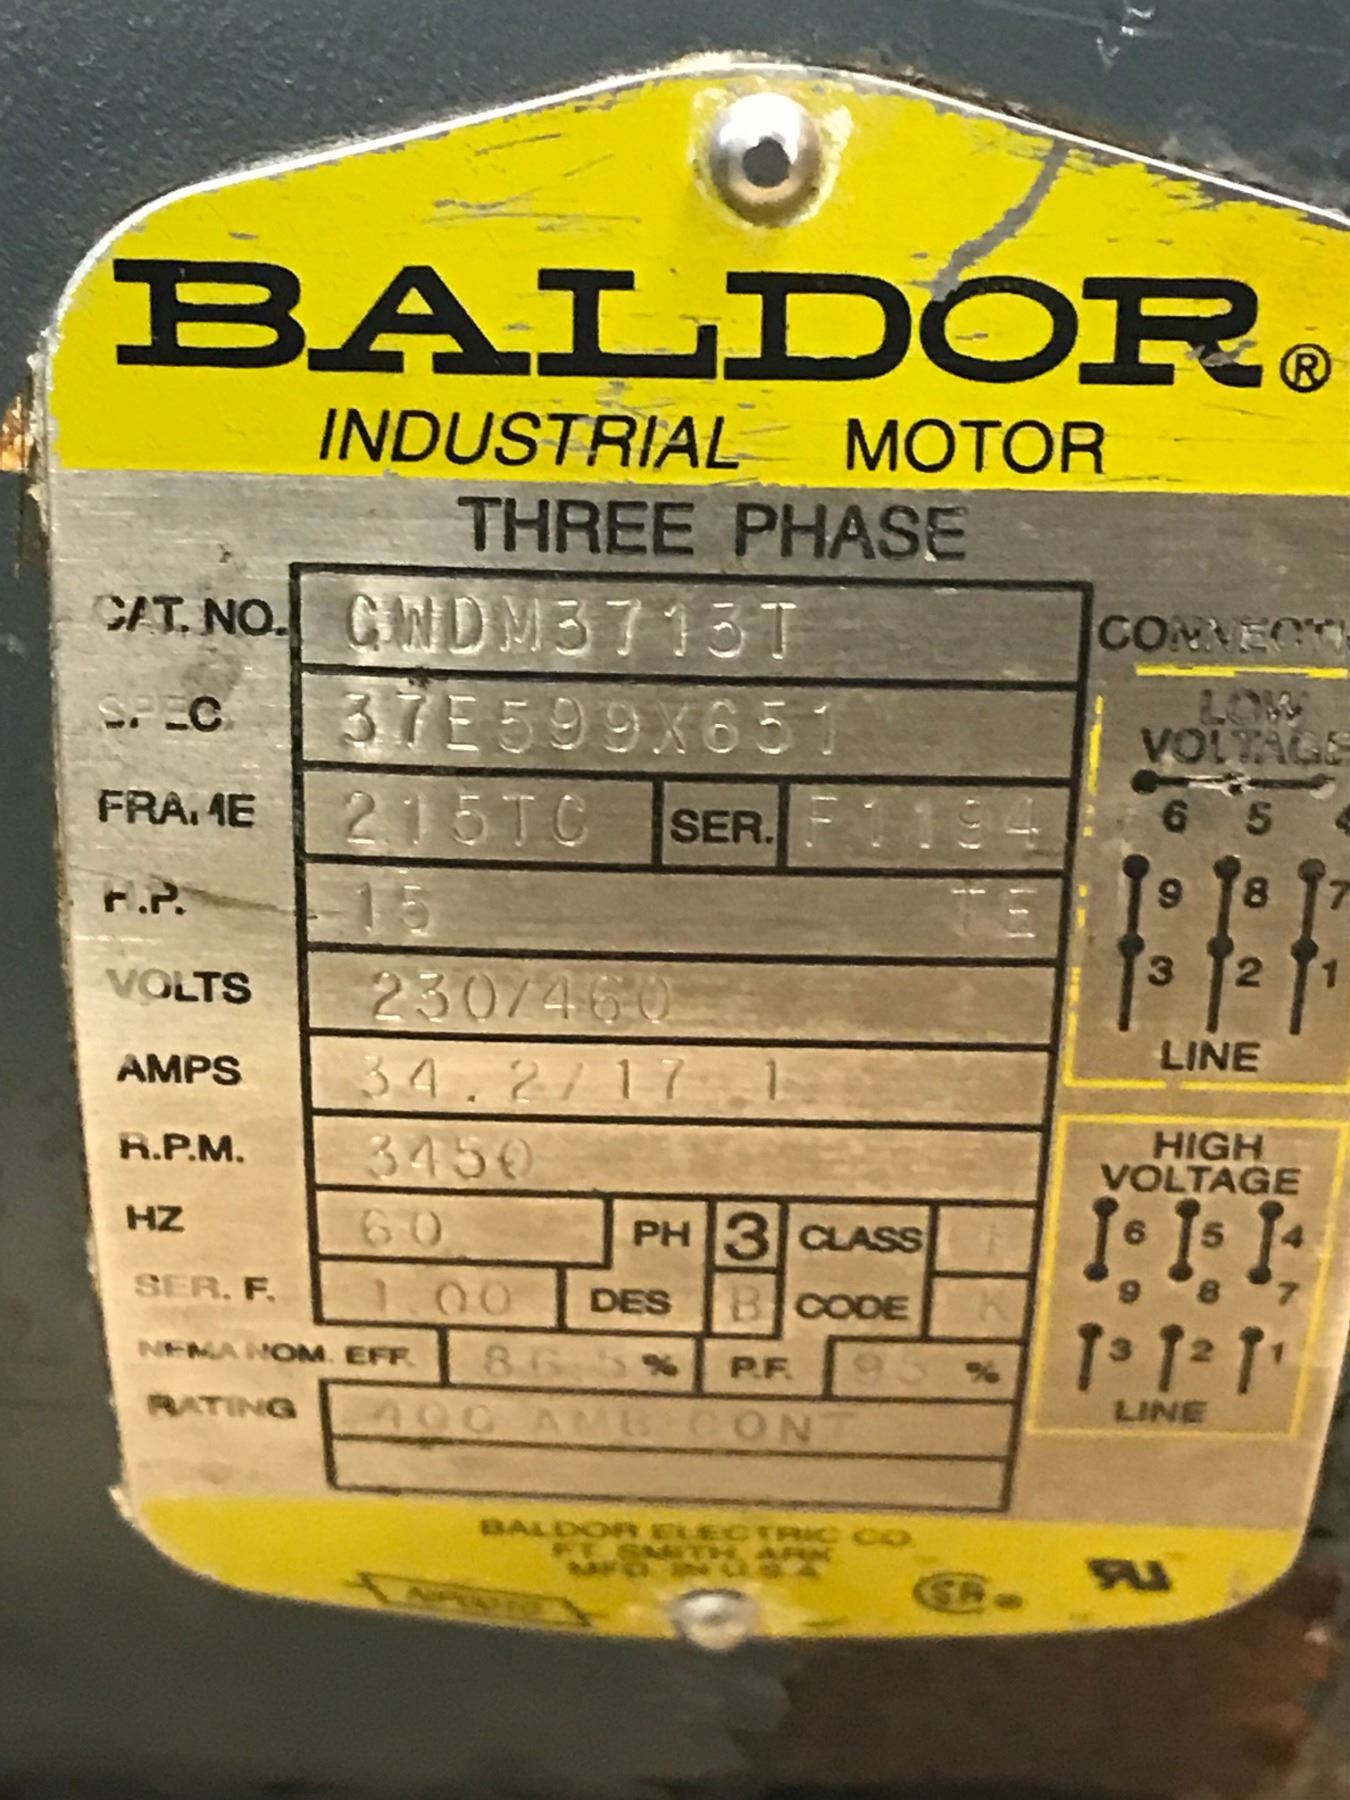 BALDOR®
INDUSTRIAL MOTOR
THREE PHASE
CAT. NO. CWDM3713T
SPEC. 37E599X651
FRAME 215TC SER. F1194
H.P. 15 TE
VOLTS 230/460
AMPS 34.2/17.1
R.P.M. 3450
HZ 60 PH 3 CLASS
SER. F. 1.00 DES B CODE K
NEMA NOM. EFF. 86.5 % P.F. 95 %
RATING 40C AMB CONT
LOW
VOLTAGE
6 5 4
9 8 7
3 2 1
LINE
HIGH
VOLTAGE
6 5 4
9 8 7
3 2 1
LINE
BALDOR ELECTRIC CO.
FT. SMITH, ARK
MFD. IN U.S.A.